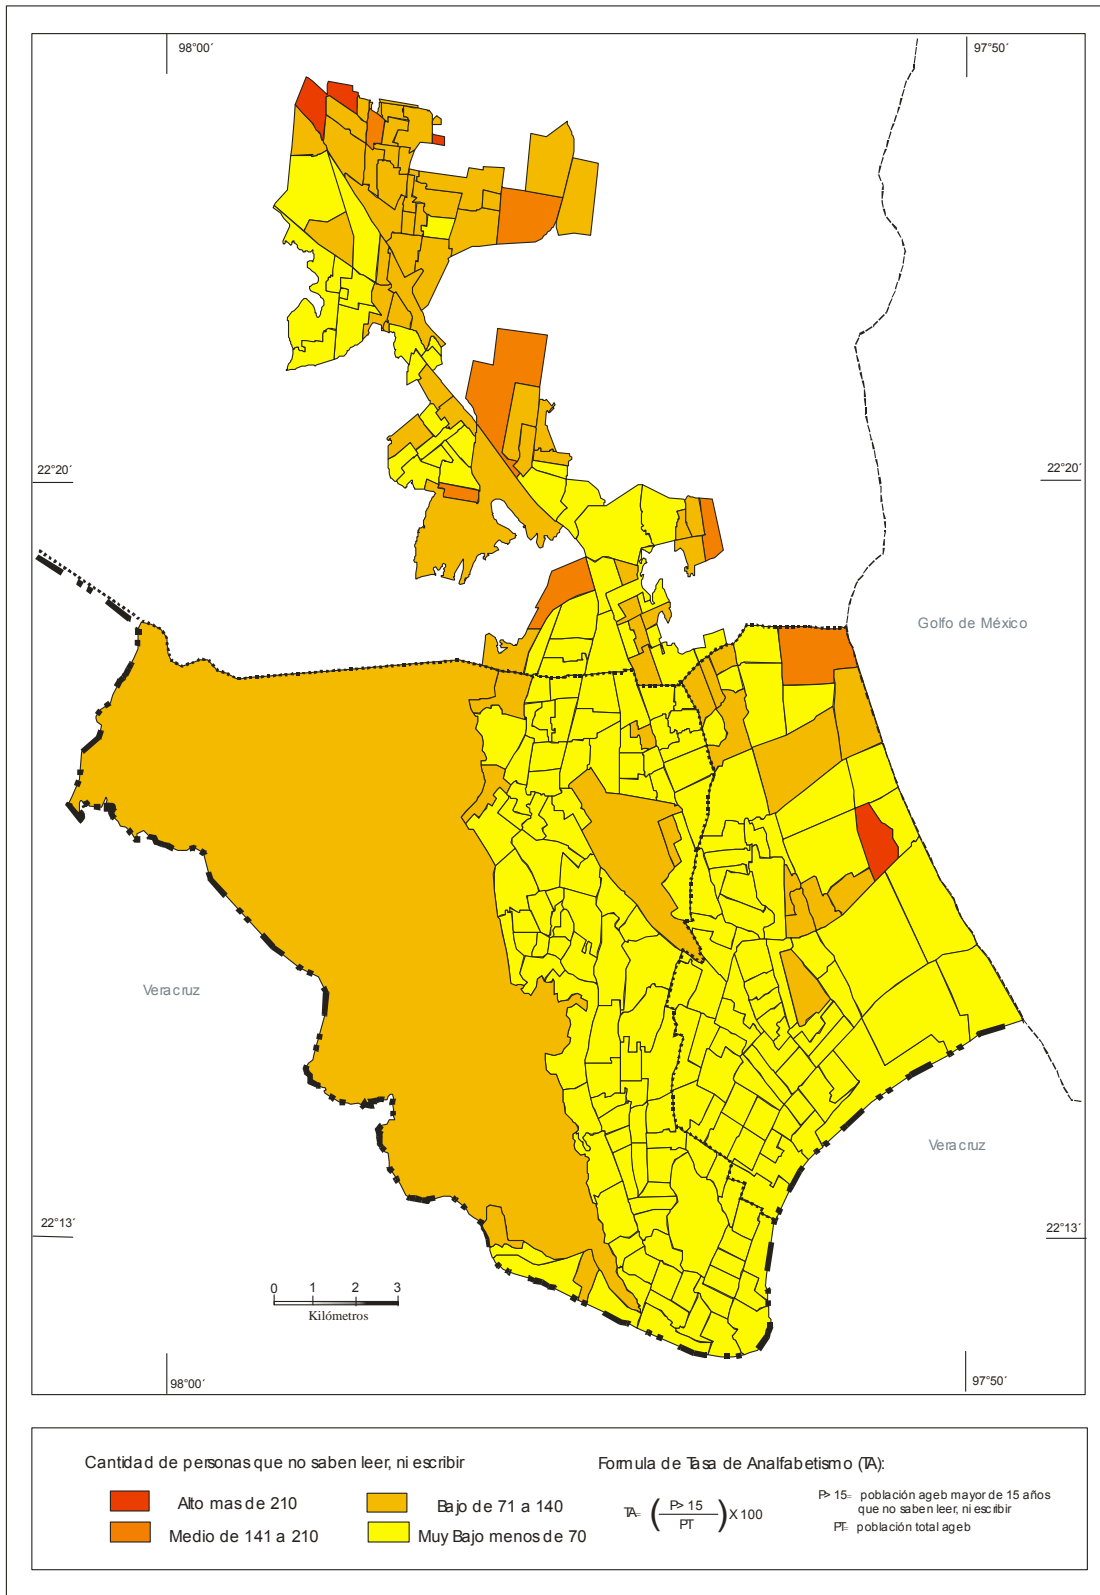 98°00´
97°50´
22°20´
22°20´
Golfo de México
Veracruz
Veracruz
22°13´
22°13´
0 1 2 3
Kilómetros
98°00´
97°50´
Cantidad de personas que no saben leer, ni escribir
Alto mas de 210
Bajo de 71 a 140
Medio de 141 a 210
Muy Bajo menos de 70
Formula de Tasa de Analfabetismo (TA):
TA= (P> 15 / PT) X 100
P> 15= población ageb mayor de 15 años
que no saben leer, ni escribir
PT= población total ageb